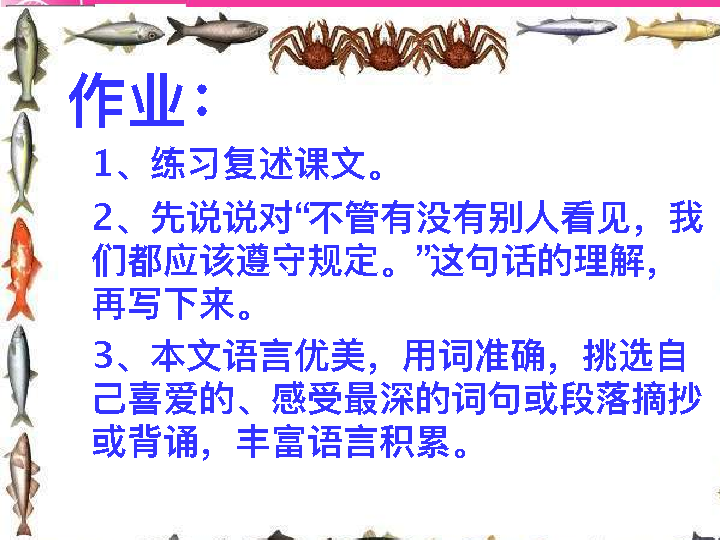 作业：
1、练习复述课文。
2、先说说对“不管有没有别人看见，我
们都应该遵守规定。”这句话的理解，
再写下来。
3、本文语言优美，用词准确，挑选自
己喜爱的、感受最深的词句或段落摘抄
或背诵，丰富语言积累。